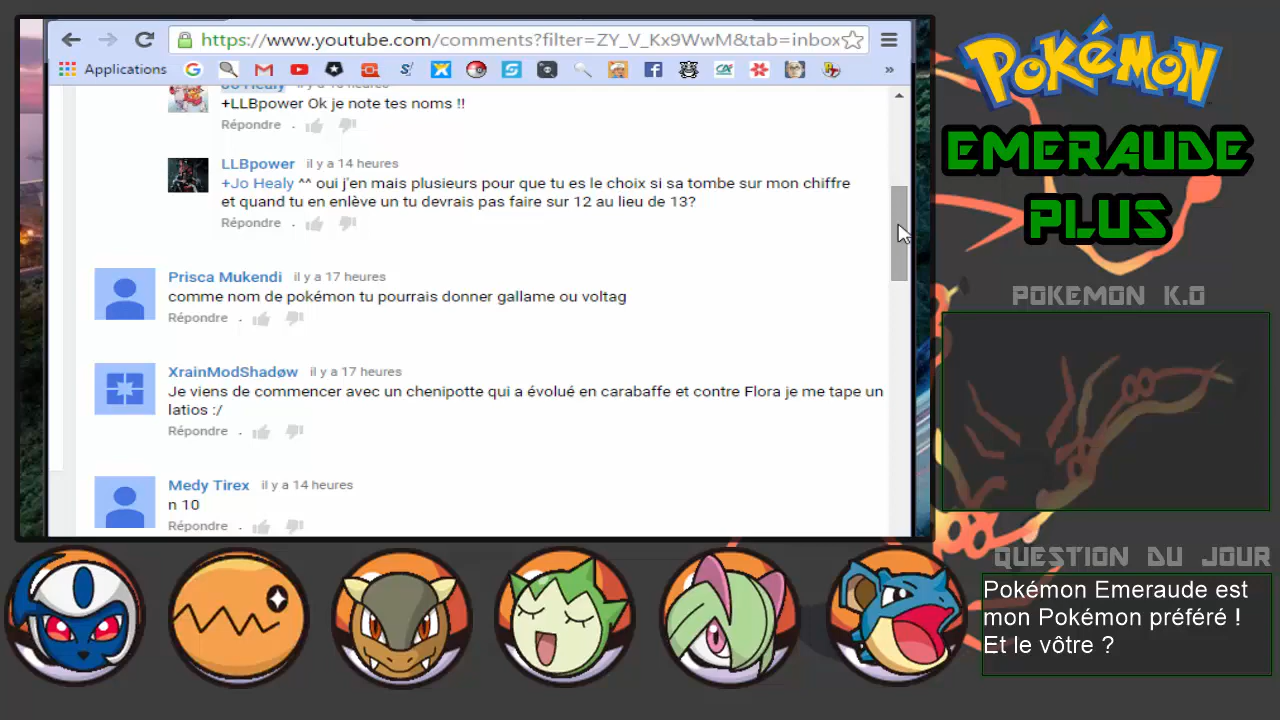 https://www.youtube.com/comments?filter=ZY_V_Kx9WwM&tab=inbox
Applications
»
+LLBpower Ok je note tes noms !!
Répondre .
LLBpower il y a 14 heures
+Jo Healy ^^ oui j'en mais plusieurs pour que tu es le choix si sa tombe sur mon chiffre
et quand tu en enlève un tu devrais pas faire sur 12 au lieu de 13?
Répondre .
Prisca Mukendi il y a 17 heures
comme nom de pokémon tu pourrais donner gallame ou voltag
Répondre .
XrainModShadøw il y a 17 heures
Je viens de commencer avec un chenipotte qui a évolué en carabaffe et contre Flora je me tape un
latios :/
Répondre .
Medy Tirex il y a 14 heures
n 10
Répondre .
POKéMON
EMERAUDE
PLUS
POKEMON K.O
QUESTION DU JOUR
Pokémon Emeraude est
mon Pokémon préféré !
Et le vôtre ?